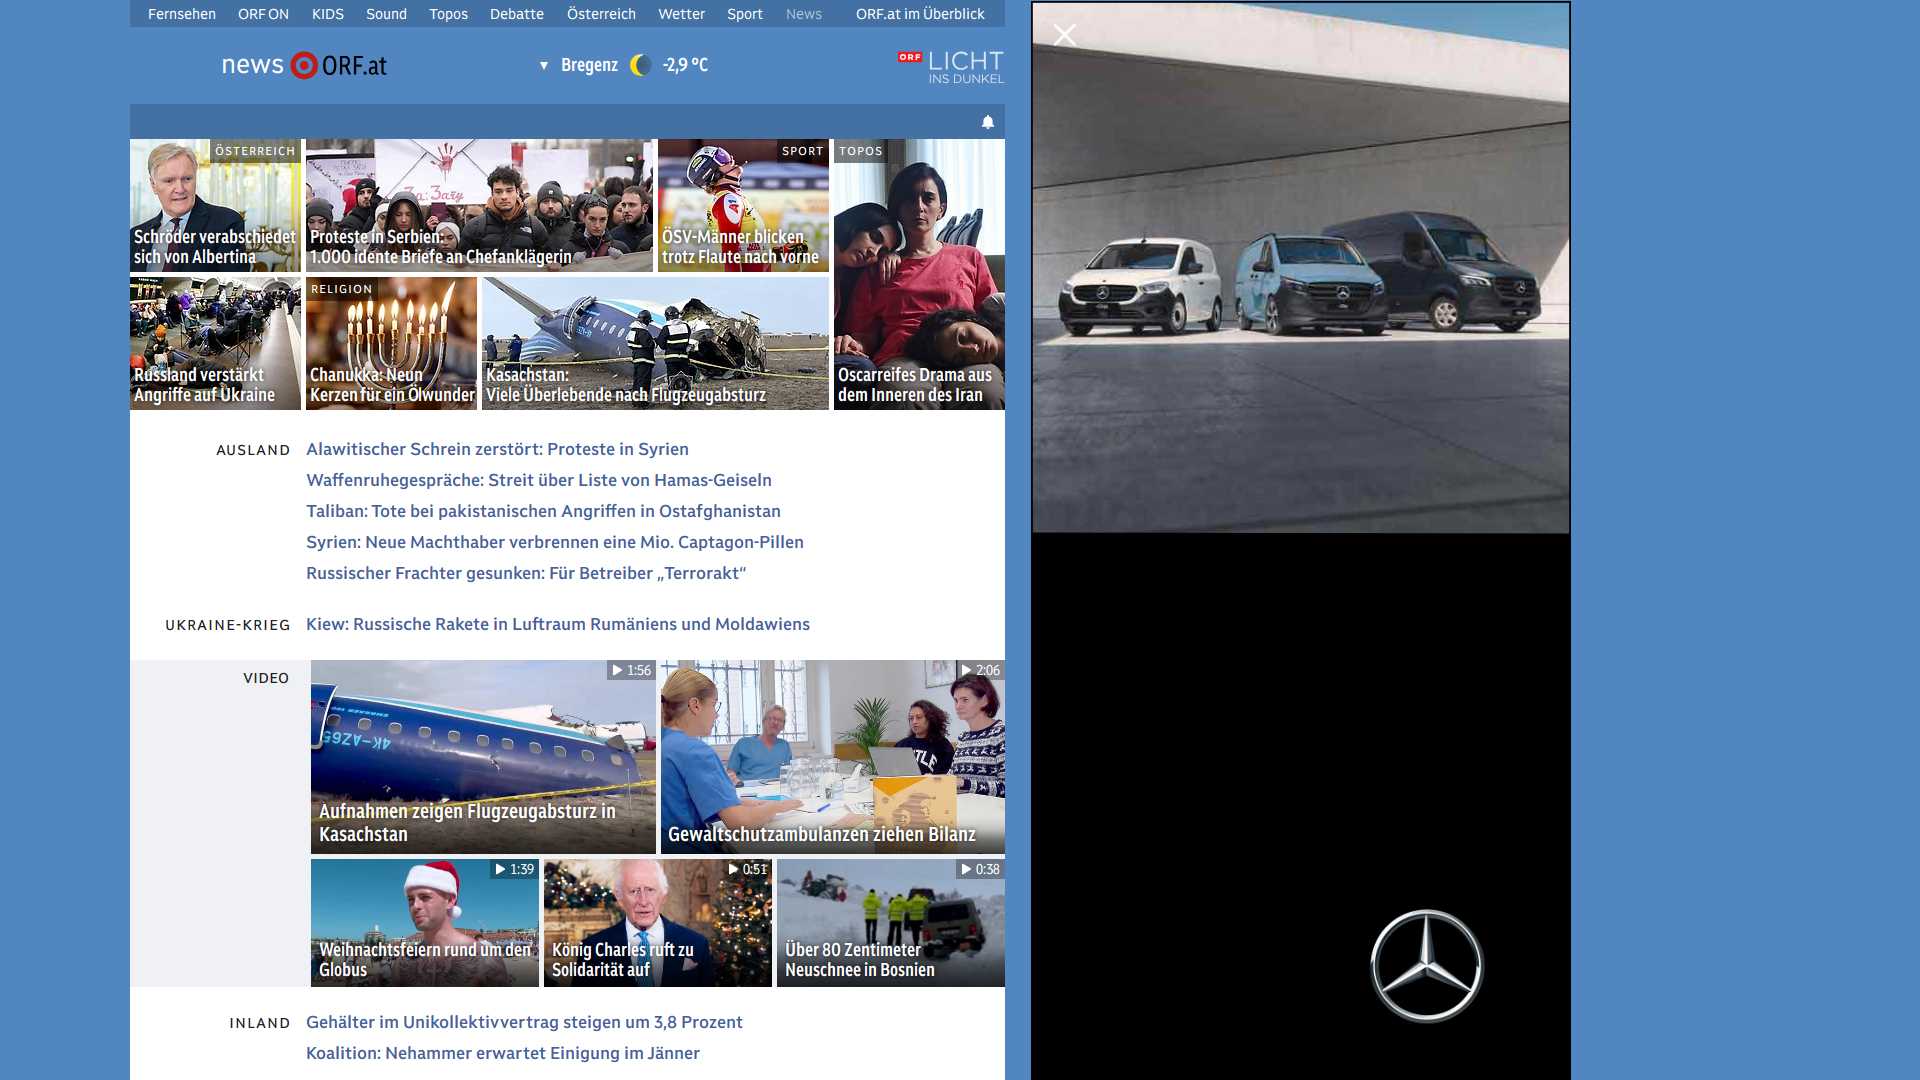 Fernsehen ORF ON KIDS Sound Topos Debatte Österreich Wetter Sport News ORF.at im Überblick
news ORF.at
Bregenz -2,9 °C
ORF LICHT
INS DUNKEL
ÖSTERREICH
Schröder verabschiedet
sich von Albertina
Proteste in Serbien:
1.000 idente Briefe an Chefanklägerin
SPORT
ÖSV-Männer blicken
trotz Flaute nach vorne
TOPOS
Oscarreifes Drama aus
dem Inneren des Iran
Russland verstärkt
Angriffe auf Ukraine
RELIGION
Chanukka: Neun
Kerzen für ein Ölwunder
Kasachstan:
Viele Überlebende nach Flugzeugabsturz
AUSLAND
Alawitischer Schrein zerstört: Proteste in Syrien
Waffenruhegespräche: Streit über Liste von Hamas-Geiseln
Taliban: Tote bei pakistanischen Angriffen in Ostafghanistan
Syrien: Neue Machthaber verbrennen eine Mio. Captagon-Pillen
Russischer Frachter gesunken: Für Betreiber „Terrorakt“
UKRAINE-KRIEG
Kiew: Russische Rakete in Luftraum Rumäniens und Moldawiens
VIDEO
1:56
4K-AZ65
Aufnahmen zeigen Flugzeugabsturz in
Kasachstan
2:06
Gewaltschutzambulanzen ziehen Bilanz
1:39
Weihnachtsfeiern rund um den
Globus
0:51
König Charles ruft zu
Solidarität auf
0:38
Über 80 Zentimeter
Neuschnee in Bosnien
INLAND
Gehälter im Unikollektivvertrag steigen um 3,8 Prozent
Koalition: Nehammer erwartet Einigung im Jänner